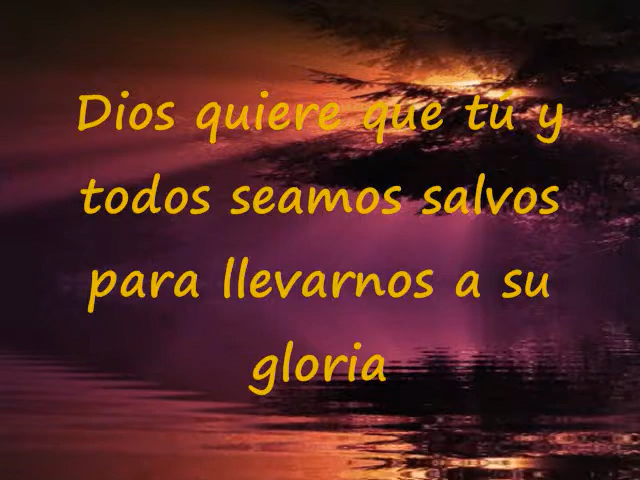 Dios quiere que tú y
todos seamos salvos
para llevarnos a su
gloria